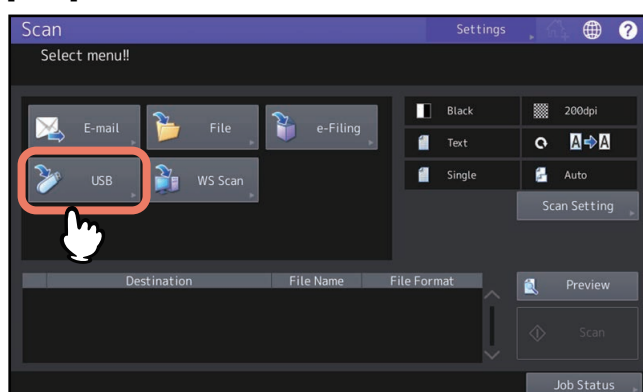 Scan Settings ?
Select menu!!
E-mail File e-Filing
USB WS Scan
Black 200dpi
Text A A
Single Auto
Scan Setting
Destination File Name File Format
Preview
Scan
Job Status